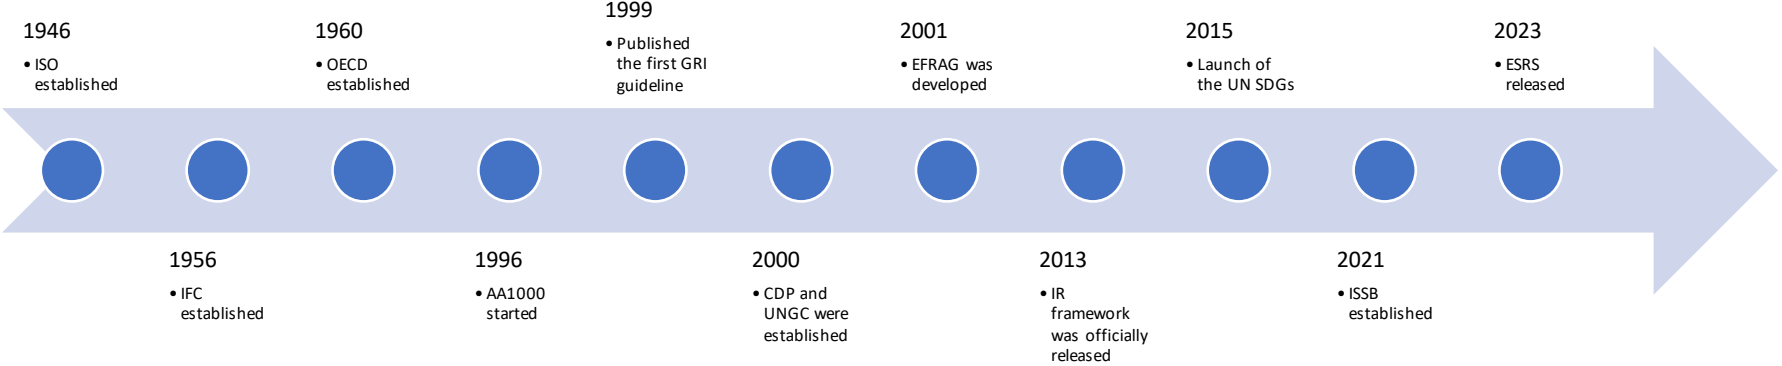 1946
• ISO
established
1956
• IFC
established
1960
• OECD
established
1996
• AA1000
started
1999
• Published
the first GRI
guideline
2000
• CDP and
UNGC were
established
2001
• EFRAG was
developed
2013
• IR
framework
was officially
released
2015
• Launch of
the UN SDGs
2021
• ISSB
established
2023
• ESRS
released